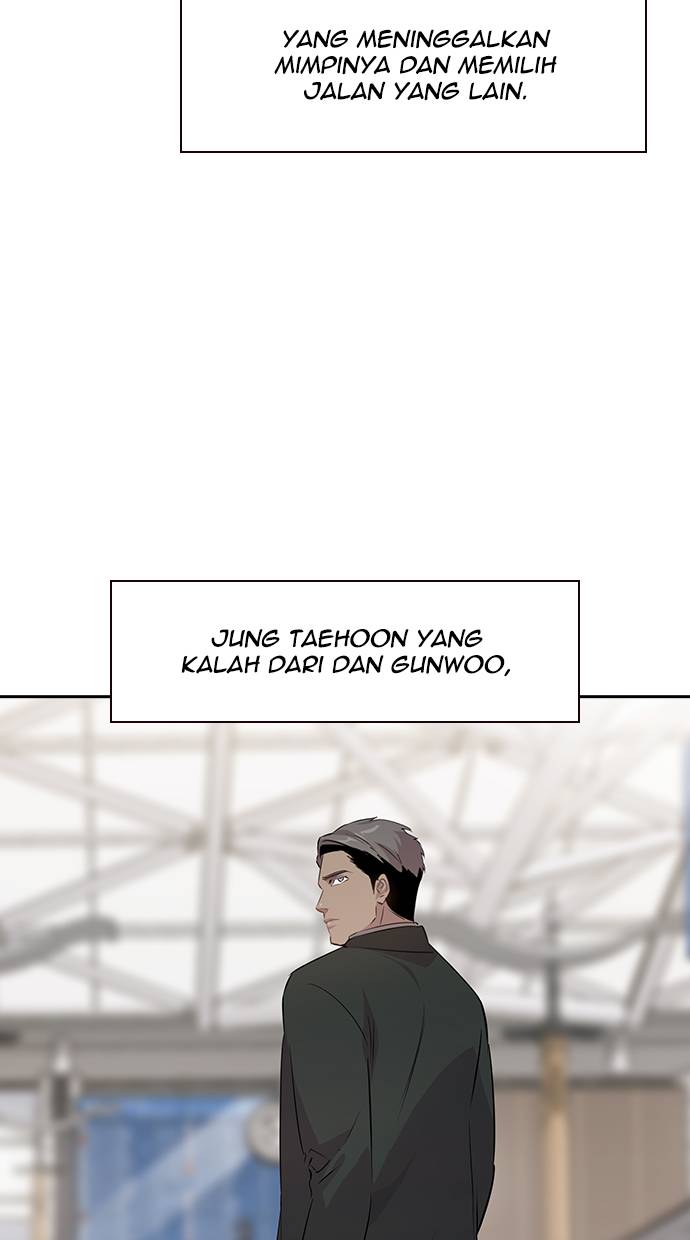 YANG MENINGGALKAN
MIMPINYA DAN MEMILIH
JALAN YANG LAIN.
JUNG TAEHOON YANG
KALAH DARI DAN GUNWOO,